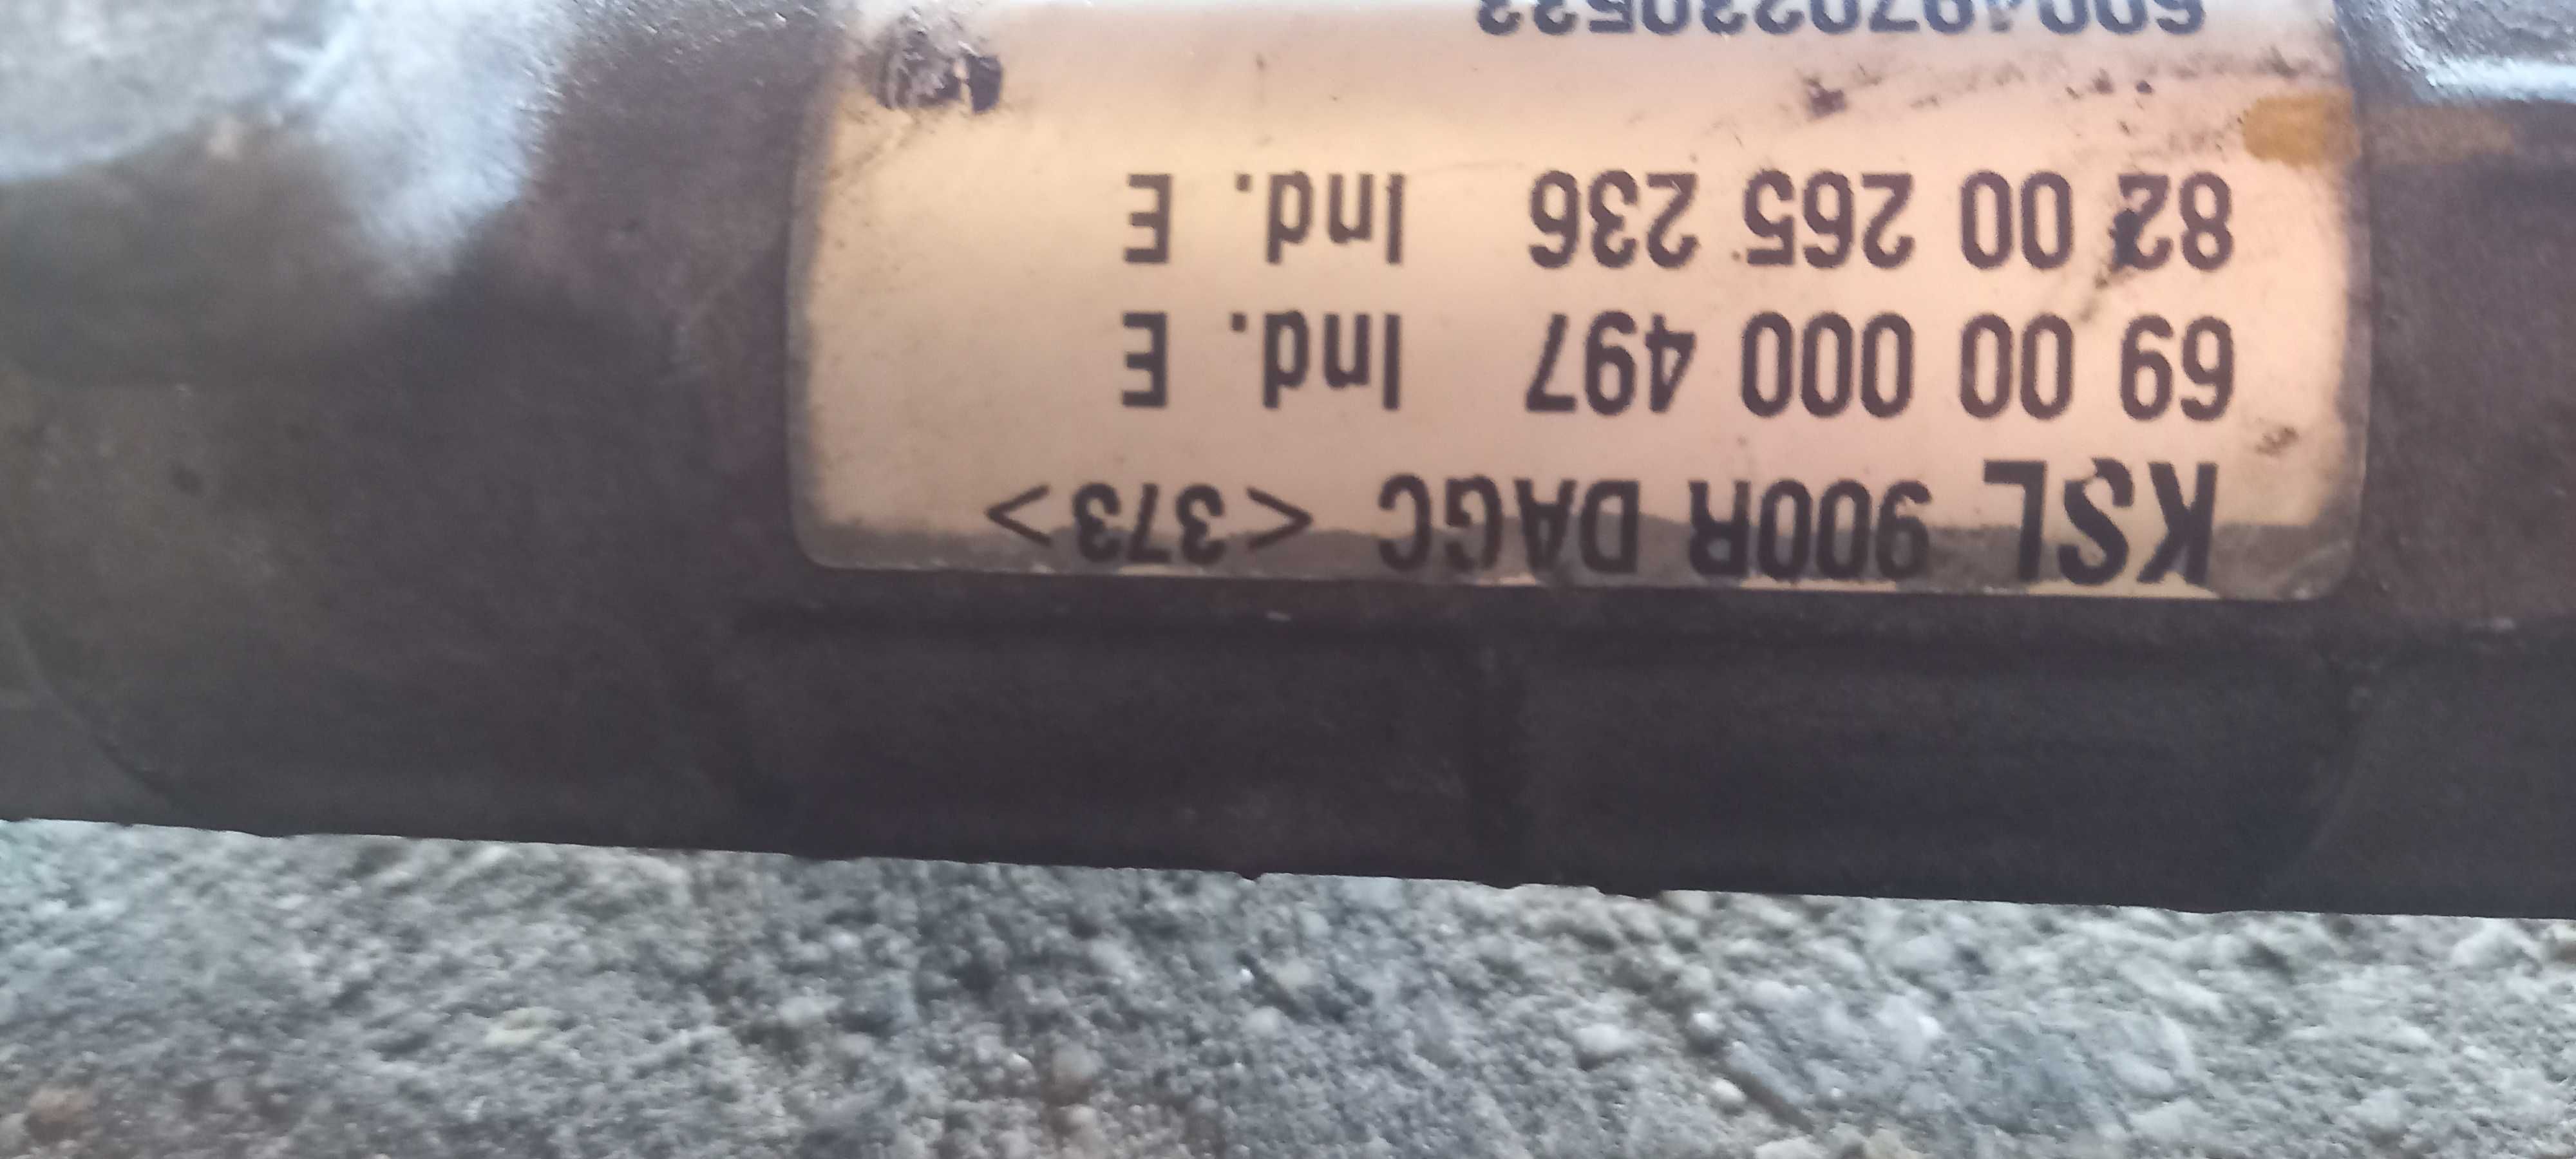 KSL 900R DAGC <373>
69 00 000 497 Ind. E
82 00 265 236 Ind. E